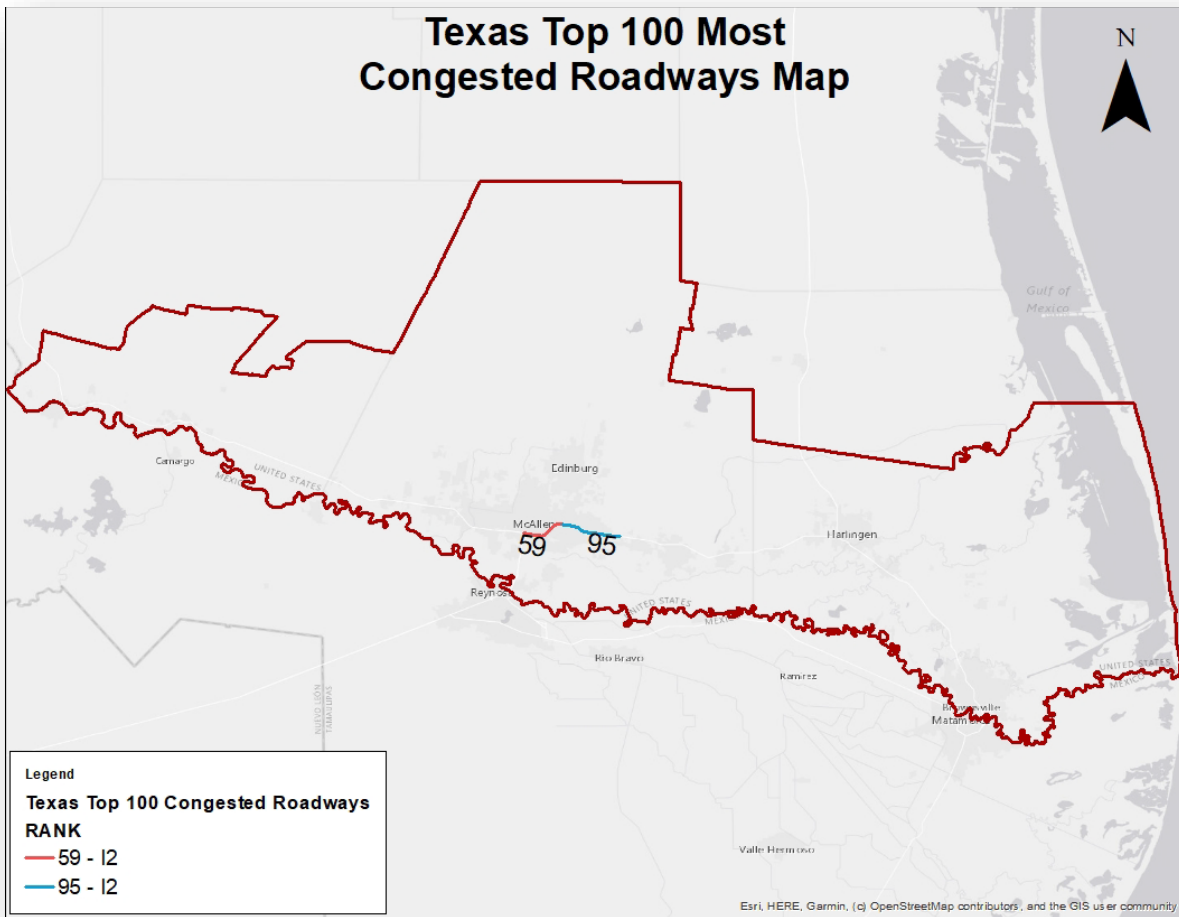 Texas Top 100 Most
Congested Roadways Map
N
Gulf of
Mexico
Camargo
UNITED STATES
MEXICO
Edinburg
McAllen
59
95
Harlingen
Reynosa
UNITED STATES
MEXICO
Rio Bravo
Ramirez
UNITED STATES
MEXICO
Brownsville
Matamoros
NUEVO LEÓN
TAMAULIPAS
Valle Hermoso
Legend
Texas Top 100 Congested Roadways
RANK
59 - I2
95 - I2
Esri, HERE, Garmin, (c) OpenStreetMap contributors, and the GIS user community